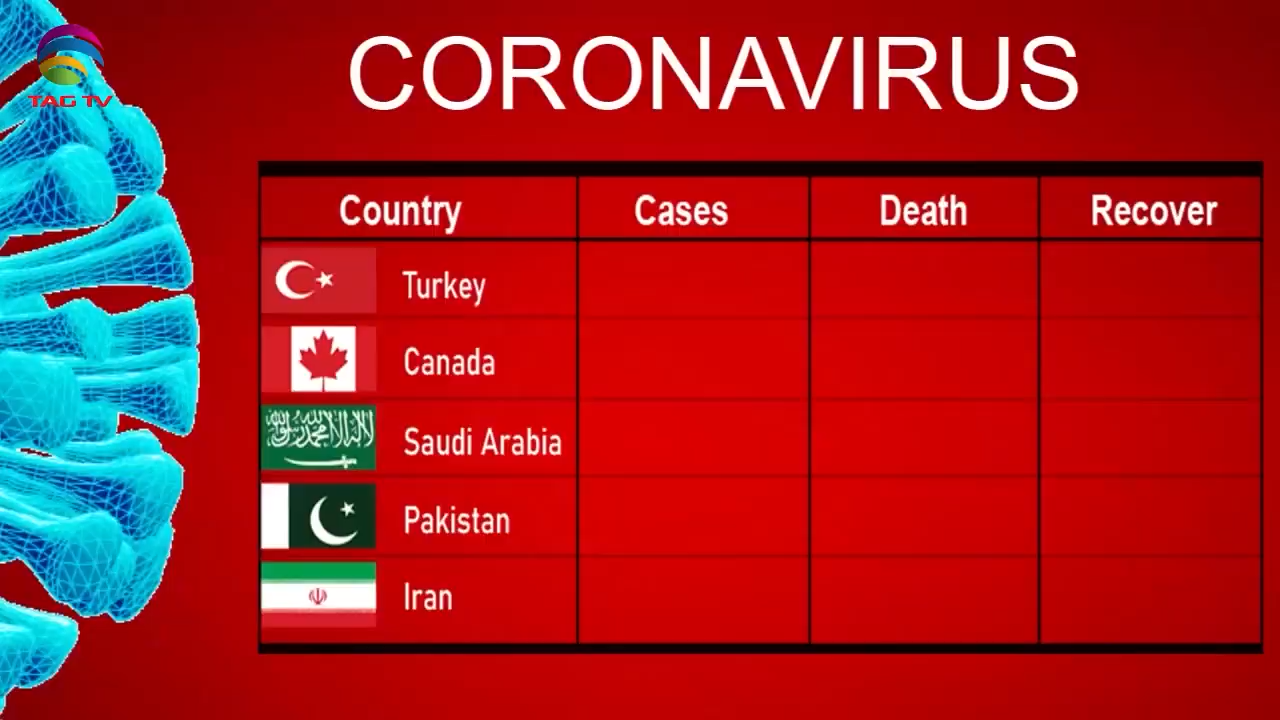 TAG TV
CORONAVIRUS
Country Cases Death Recover
Turkey
Canada
Saudi Arabia
Pakistan
Iran